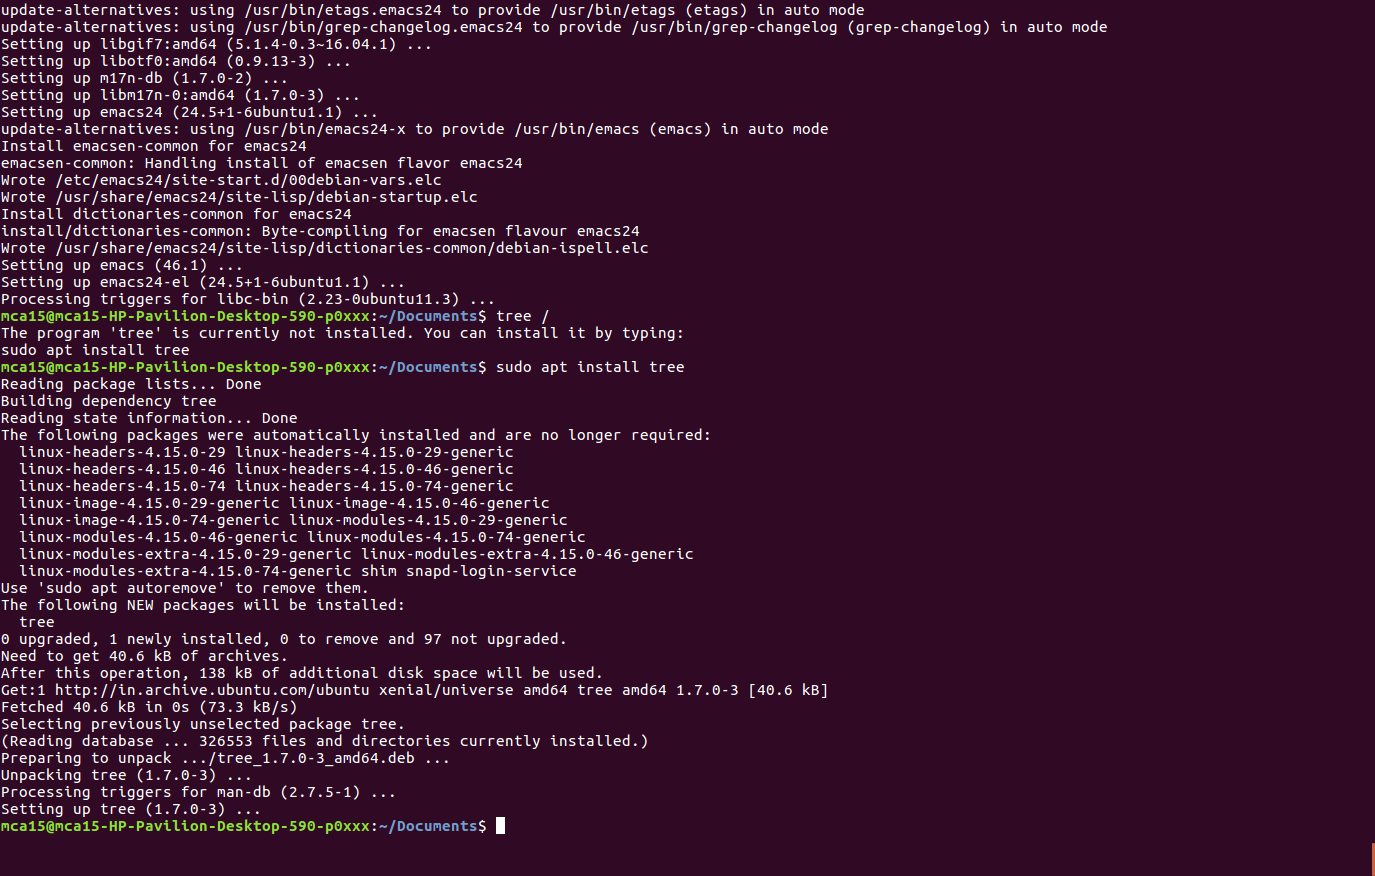 update-alternatives: using /usr/bin/etags.emacs24 to provide /usr/bin/etags (etags) in auto mode
update-alternatives: using /usr/bin/grep-changelog.emacs24 to provide /usr/bin/grep-changelog (grep-changelog) in auto mode
Setting up libgif7:amd64 (5.1.4-0.3~16.04.1) ...
Setting up libotf0:amd64 (0.9.13-3) ...
Setting up m17n-db (1.7.0-2) ...
Setting up libm17n-0:amd64 (1.7.0-3) ...
Setting up emacs24 (24.5+1-6ubuntu1.1) ...
update-alternatives: using /usr/bin/emacs24-x to provide /usr/bin/emacs (emacs) in auto mode
Install emacsen-common for emacs24
emacsen-common: Handling install of emacsen flavor emacs24
Wrote /etc/emacs24/site-start.d/00debian-vars.elc
Wrote /usr/share/emacs24/site-lisp/debian-startup.elc
Install dictionaries-common for emacs24
install/dictionaries-common: Byte-compiling for emacsen flavour emacs24
Wrote /usr/share/emacs24/site-lisp/dictionaries-common/debian-ispell.elc
Setting up emacs (46.1) ...
Setting up emacs24-el (24.5+1-6ubuntu1.1) ...
Processing triggers for libc-bin (2.23-0ubuntu11.3) ...
mca15@mca15-HP-Pavilion-Desktop-590-p0xxx:~/Documents$ tree /
The program 'tree' is currently not installed. You can install it by typing:
sudo apt install tree
mca15@mca15-HP-Pavilion-Desktop-590-p0xxx:~/Documents$ sudo apt install tree
Reading package lists... Done
Building dependency tree
Reading state information... Done
The following packages were automatically installed and are no longer required:
  linux-headers-4.15.0-29 linux-headers-4.15.0-29-generic
  linux-headers-4.15.0-46 linux-headers-4.15.0-46-generic
  linux-headers-4.15.0-74 linux-headers-4.15.0-74-generic
  linux-image-4.15.0-29-generic linux-image-4.15.0-46-generic
  linux-image-4.15.0-74-generic linux-modules-4.15.0-29-generic
  linux-modules-4.15.0-46-generic linux-modules-4.15.0-74-generic
  linux-modules-extra-4.15.0-29-generic linux-modules-extra-4.15.0-46-generic
  linux-modules-extra-4.15.0-74-generic shim snapd-login-service
Use 'sudo apt autoremove' to remove them.
The following NEW packages will be installed:
  tree
0 upgraded, 1 newly installed, 0 to remove and 97 not upgraded.
Need to get 40.6 kB of archives.
After this operation, 138 kB of additional disk space will be used.
Get:1 http://in.archive.ubuntu.com/ubuntu xenial/universe amd64 tree amd64 1.7.0-3 [40.6 kB]
Fetched 40.6 kB in 0s (73.3 kB/s)
Selecting previously unselected package tree.
(Reading database ... 326553 files and directories currently installed.)
Preparing to unpack .../tree_1.7.0-3_amd64.deb ...
Unpacking tree (1.7.0-3) ...
Processing triggers for man-db (2.7.5-1) ...
Setting up tree (1.7.0-3) ...
mca15@mca15-HP-Pavilion-Desktop-590-p0xxx:~/Documents$